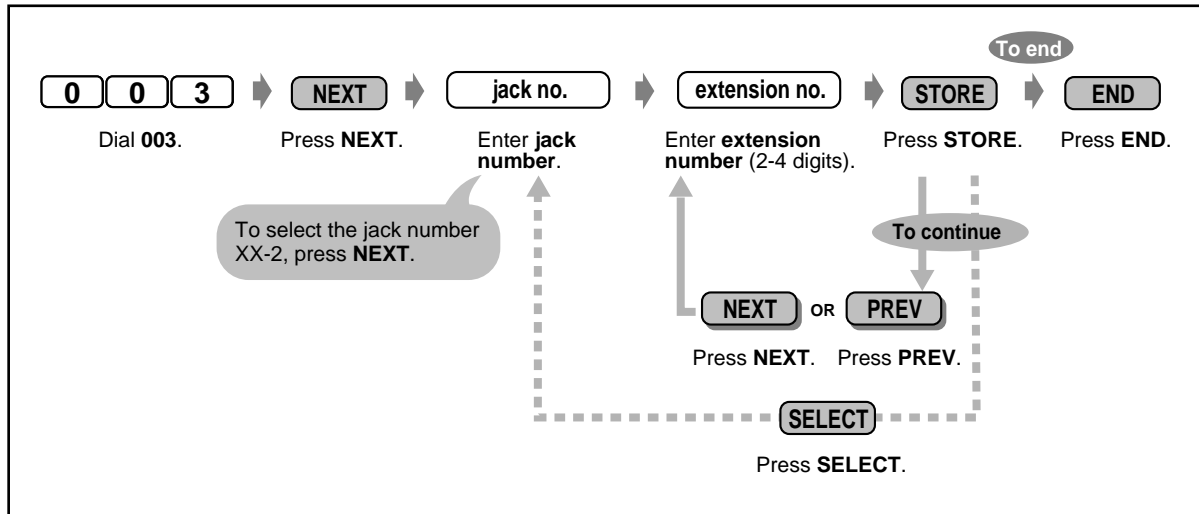 To end
0 0 3 NEXT jack no. extension no. STORE END
Dial 003. Press NEXT. Enter jack Enter extension Press STORE. Press END.
number. number (2-4 digits).
To select the jack number
XX-2, press NEXT.
To continue
NEXT OR PREV
Press NEXT. Press PREV.
SELECT
Press SELECT.